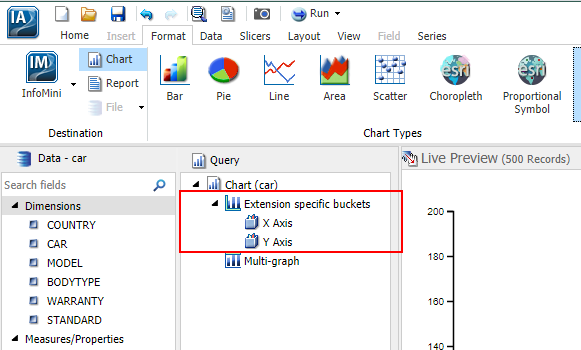 IA
Run
Home Insert Format Data Slicers Layout View Field Series
IM
InfoMini
Chart
Report
File
Destination
Bar
Pie
Line
Area
Scatter
esri
Choropleth
esri
Proportional
Symbol
Chart Types
Data - car
Search fields
Dimensions
COUNTRY
CAR
MODEL
BODYTYPE
WARRANTY
STANDARD
Measures/Properties
Query
Chart (car)
Extension specific buckets
X Axis
Y Axis
Multi-graph
Live Preview (500 Records)
200
180
160
140